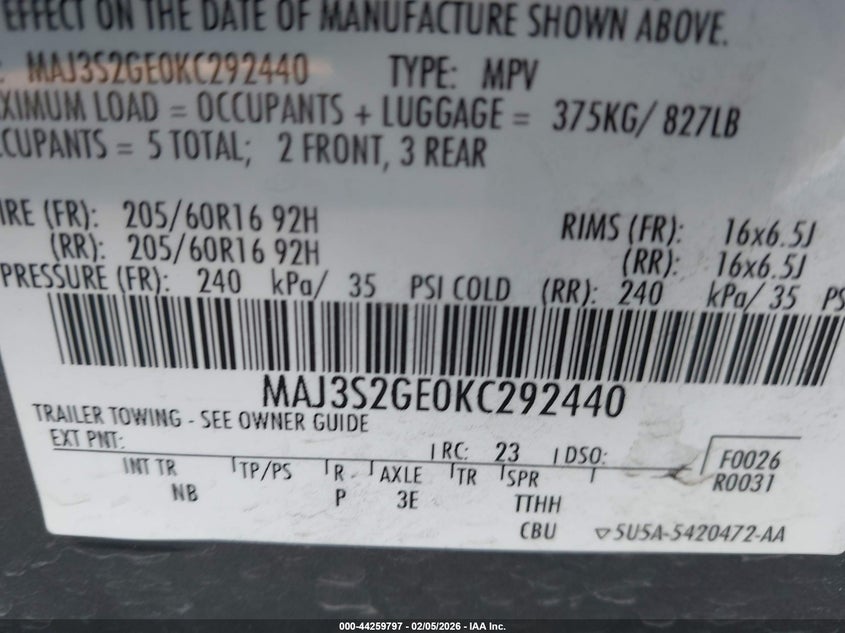 EFFECT ON THE DATE OF MANUFACTURE SHOWN ABOVE.
MAJ3S2GE0KC292440 TYPE: MPV
XIMUM LOAD = OCCUPANTS + LUGGAGE = 375KG/ 827LB
CUPANTS = 5 TOTAL; 2 FRONT, 3 REAR
IRE (FR): 205/60R16 92H RIMS (FR): 16x6.5J
(RR): 205/60R16 92H (RR): 16x6.5J
PRESSURE (FR): 240 kPa/ 35 PSI COLD (RR): 240 kPa/ 35 PS
MAJ3S2GE0KC292440
TRAILER TOWING - SEE OWNER GUIDE
EXT PNT: RC: 23 DSO: F0026
R0031
INT TR TP/PS R AXLE TR SPR
NB P 3E TTHH
CBU ▽5U5A-5420472-AA
000-44259797 - 02/05/2026 - IAA Inc.